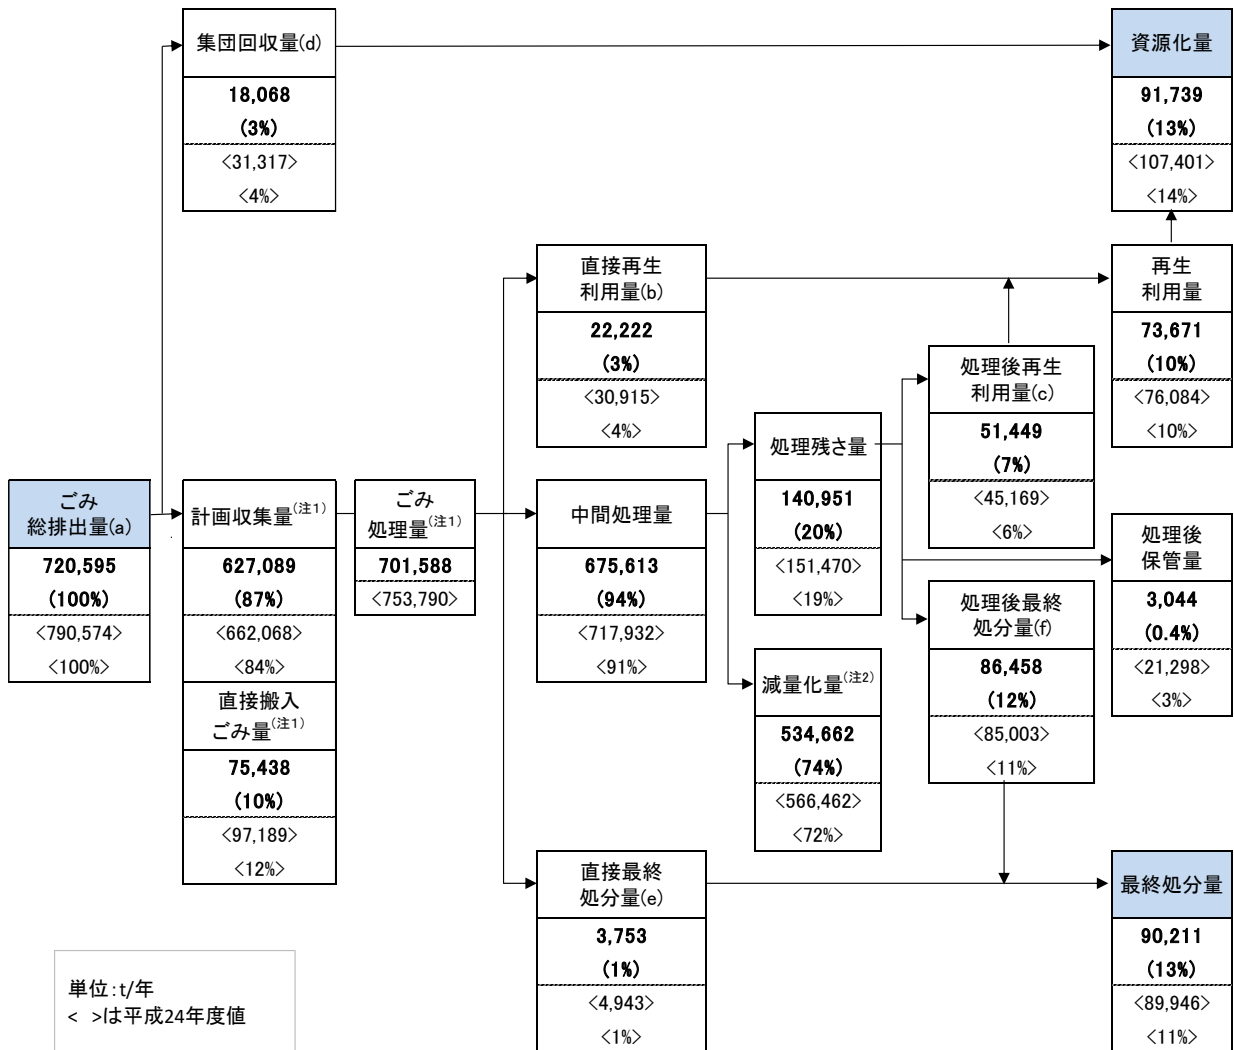 集団回収量(d)
18,068
(3%)
<31,317>
<4%>
資源化量
91,739
(13%)
<107,401>
<14%>
直接再生
利用量(b)
22,222
(3%)
<30,915>
<4%>
再生
利用量
73,671
(10%)
<76,084>
<10%>
処理後再生
利用量(c)
51,449
(7%)
<45,169>
<6%>
処理残さ量
140,951
(20%)
<151,470>
<19%>
ごみ
総排出量(a)
720,595
(100%)
<790,574>
<100%>
計画収集量(注1)
627,089
(87%)
<662,068>
<84%>
直接搬入
ごみ量(注1)
75,438
(10%)
<97,189>
<12%>
ごみ
処理量(注1)
701,588
<753,790>
中間処理量
675,613
(94%)
<717,932>
<91%>
処理後
保管量
3,044
(0.4%)
<21,298>
<3%>
処理後最終
処分量(f)
86,458
(12%)
<85,003>
<11%>
減量化量(注2)
534,662
(74%)
<566,462>
<72%>
直接最終
処分量(e)
3,753
(1%)
<4,943>
<1%>
最終処分量
90,211
(13%)
<89,946>
<11%>
単位:t/年
< >は平成24年度値